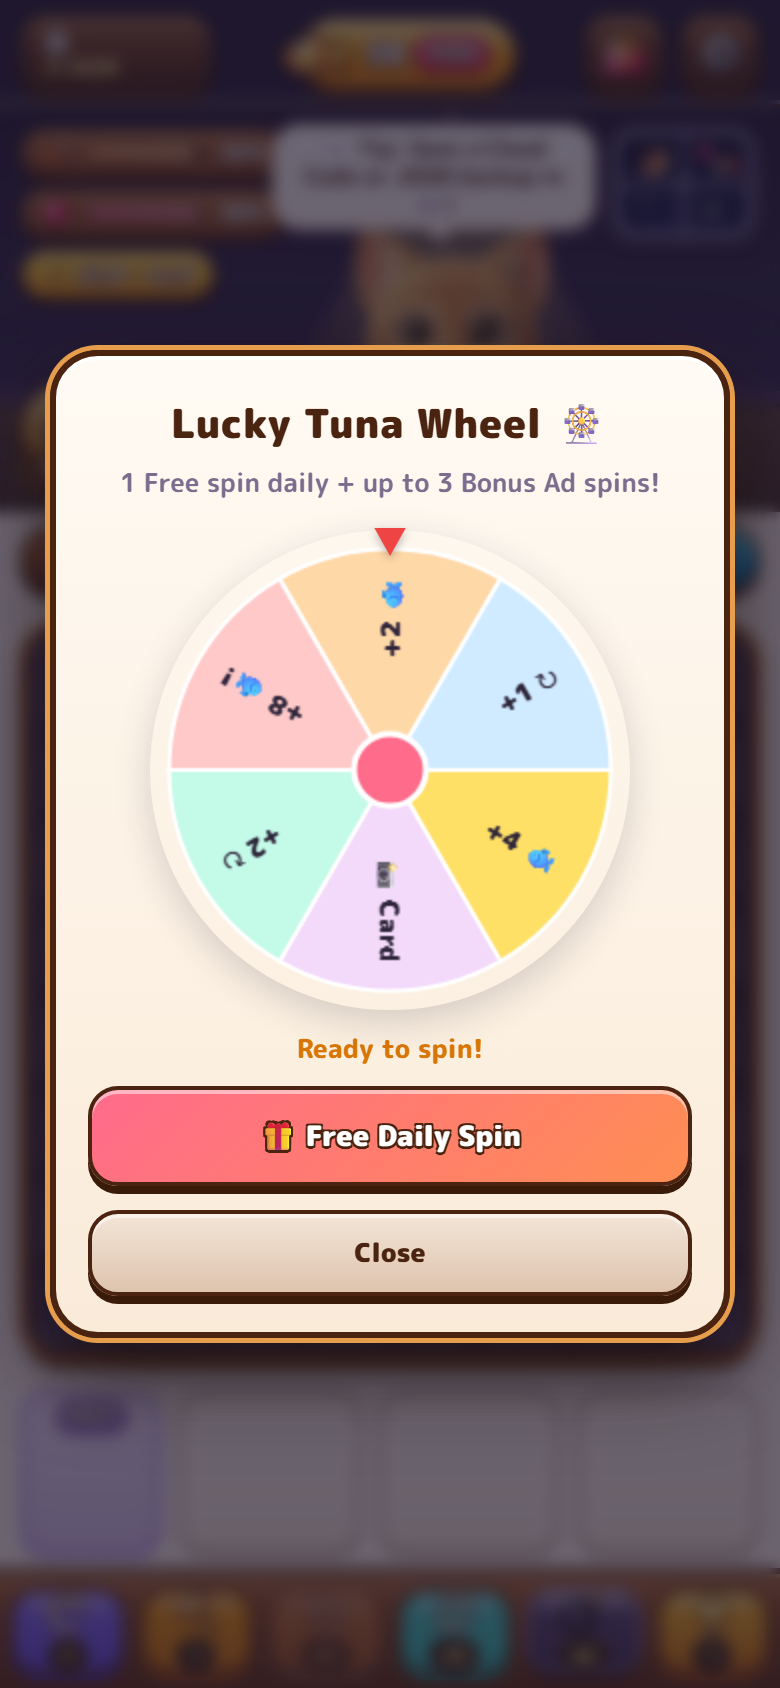 Lucky Tuna Wheel 🎡
1 Free spin daily + up to 3 Bonus Ad spins!
+2 🐟
+1 ↻
+4 🐟
📸 Card
+2 ↻
+8 🐟!
Ready to spin!
🎁 Free Daily Spin
Close